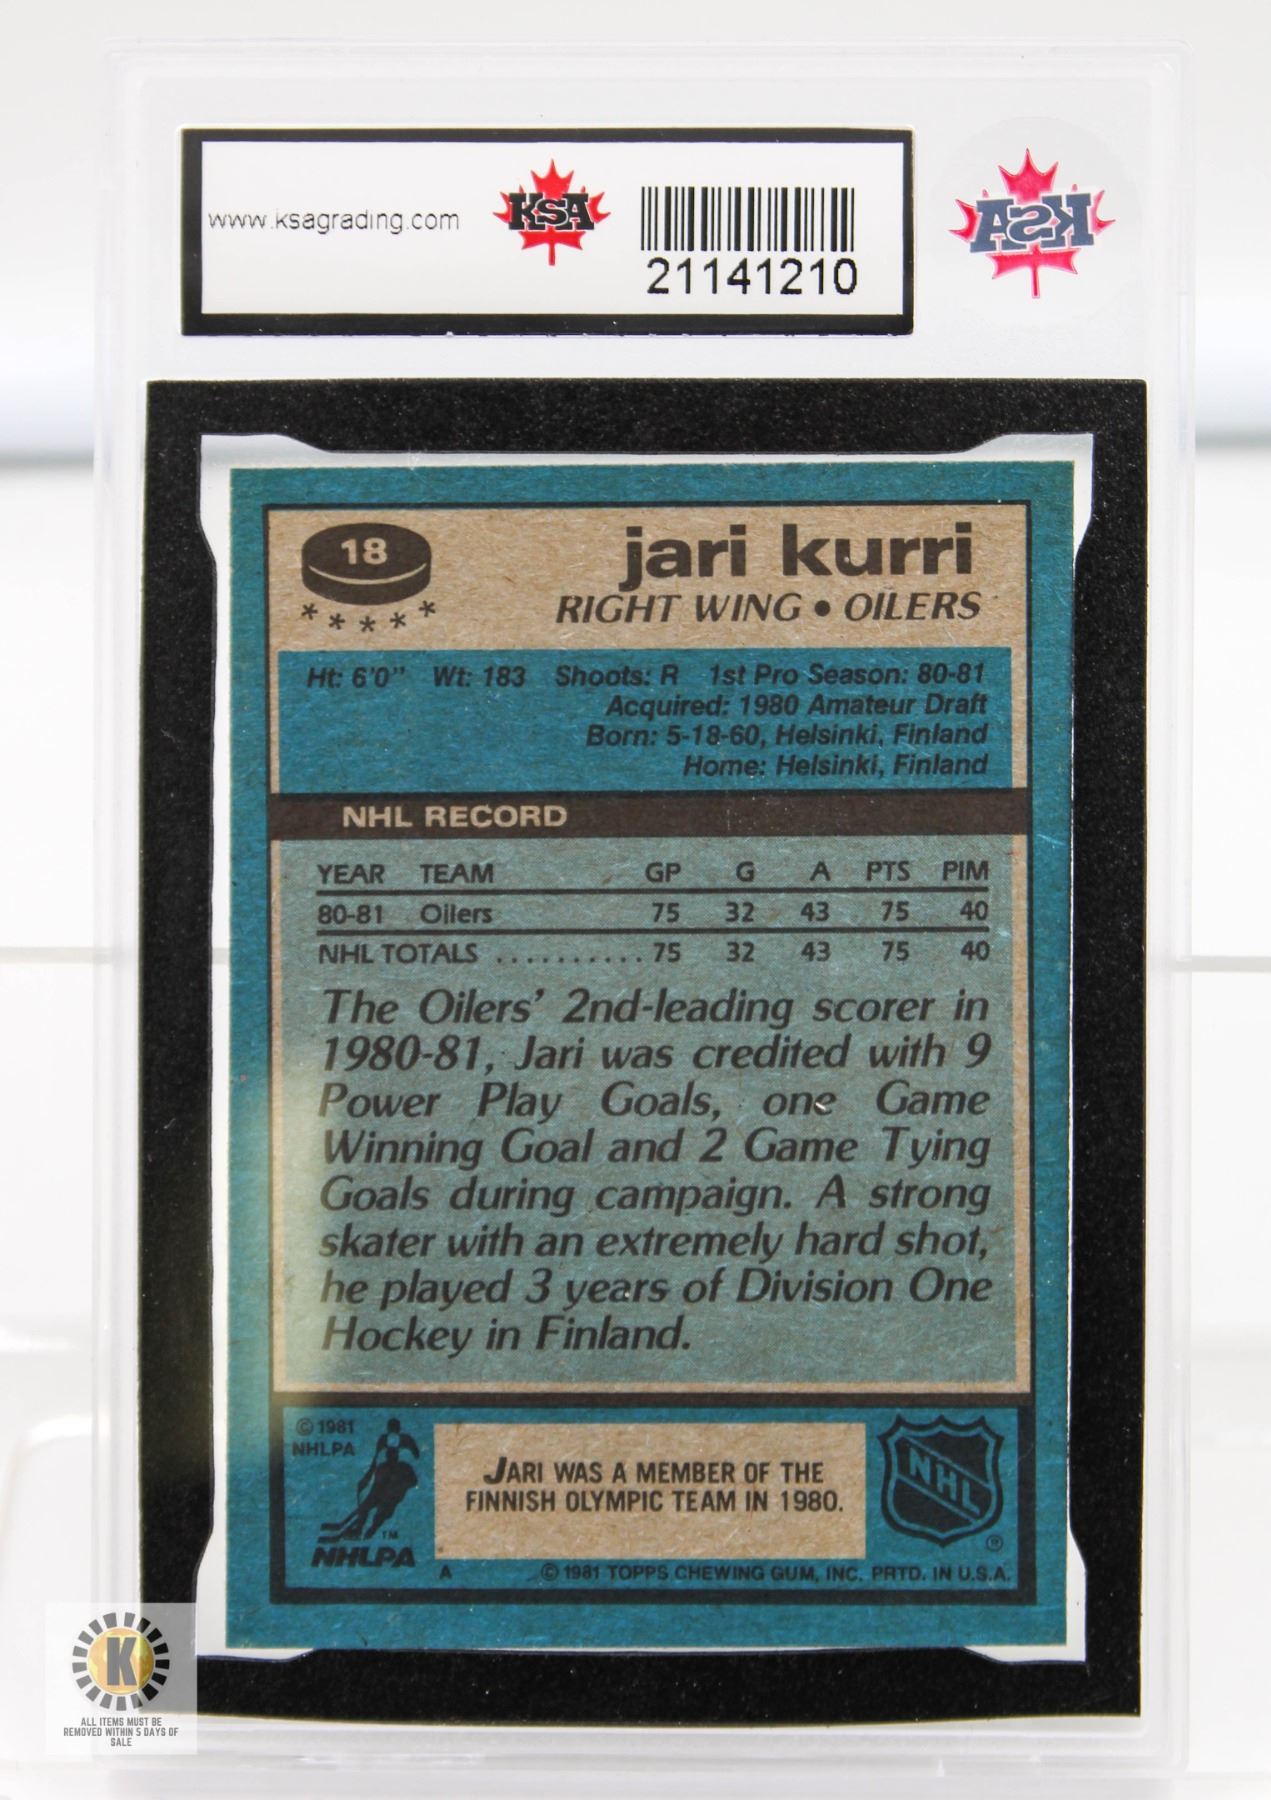 www.ksagrading.com
KSA
21141210
KSA
18
jari kurri
RIGHT WING • OILERS
* * * * *
Ht: 6'0" Wt: 183 Shoots: R 1st Pro Season: 80-81
Acquired: 1980 Amateur Draft
Born: 5-18-60, Helsinki, Finland
Home: Helsinki, Finland
NHL RECORD
YEAR TEAM GP G A PTS PIM
80-81 Oilers 75 32 43 75 40
NHL TOTALS .......... 75 32 43 75 40
The Oilers' 2nd-leading scorer in
1980-81, Jari was credited with 9
Power Play Goals, one Game
Winning Goal and 2 Game Tying
Goals during campaign. A strong
skater with an extremely hard shot,
he played 3 years of Division One
Hockey in Finland.
© 1981
NHLPA
TM
NHLPA
JARI WAS A MEMBER OF THE
FINNISH OLYMPIC TEAM IN 1980.
NHL
®
A © 1981 TOPPS CHEWING GUM, INC. PRTD. IN U.S.A.
K
ALL ITEMS MUST BE
REMOVED WITHIN 5 DAYS OF
SALE